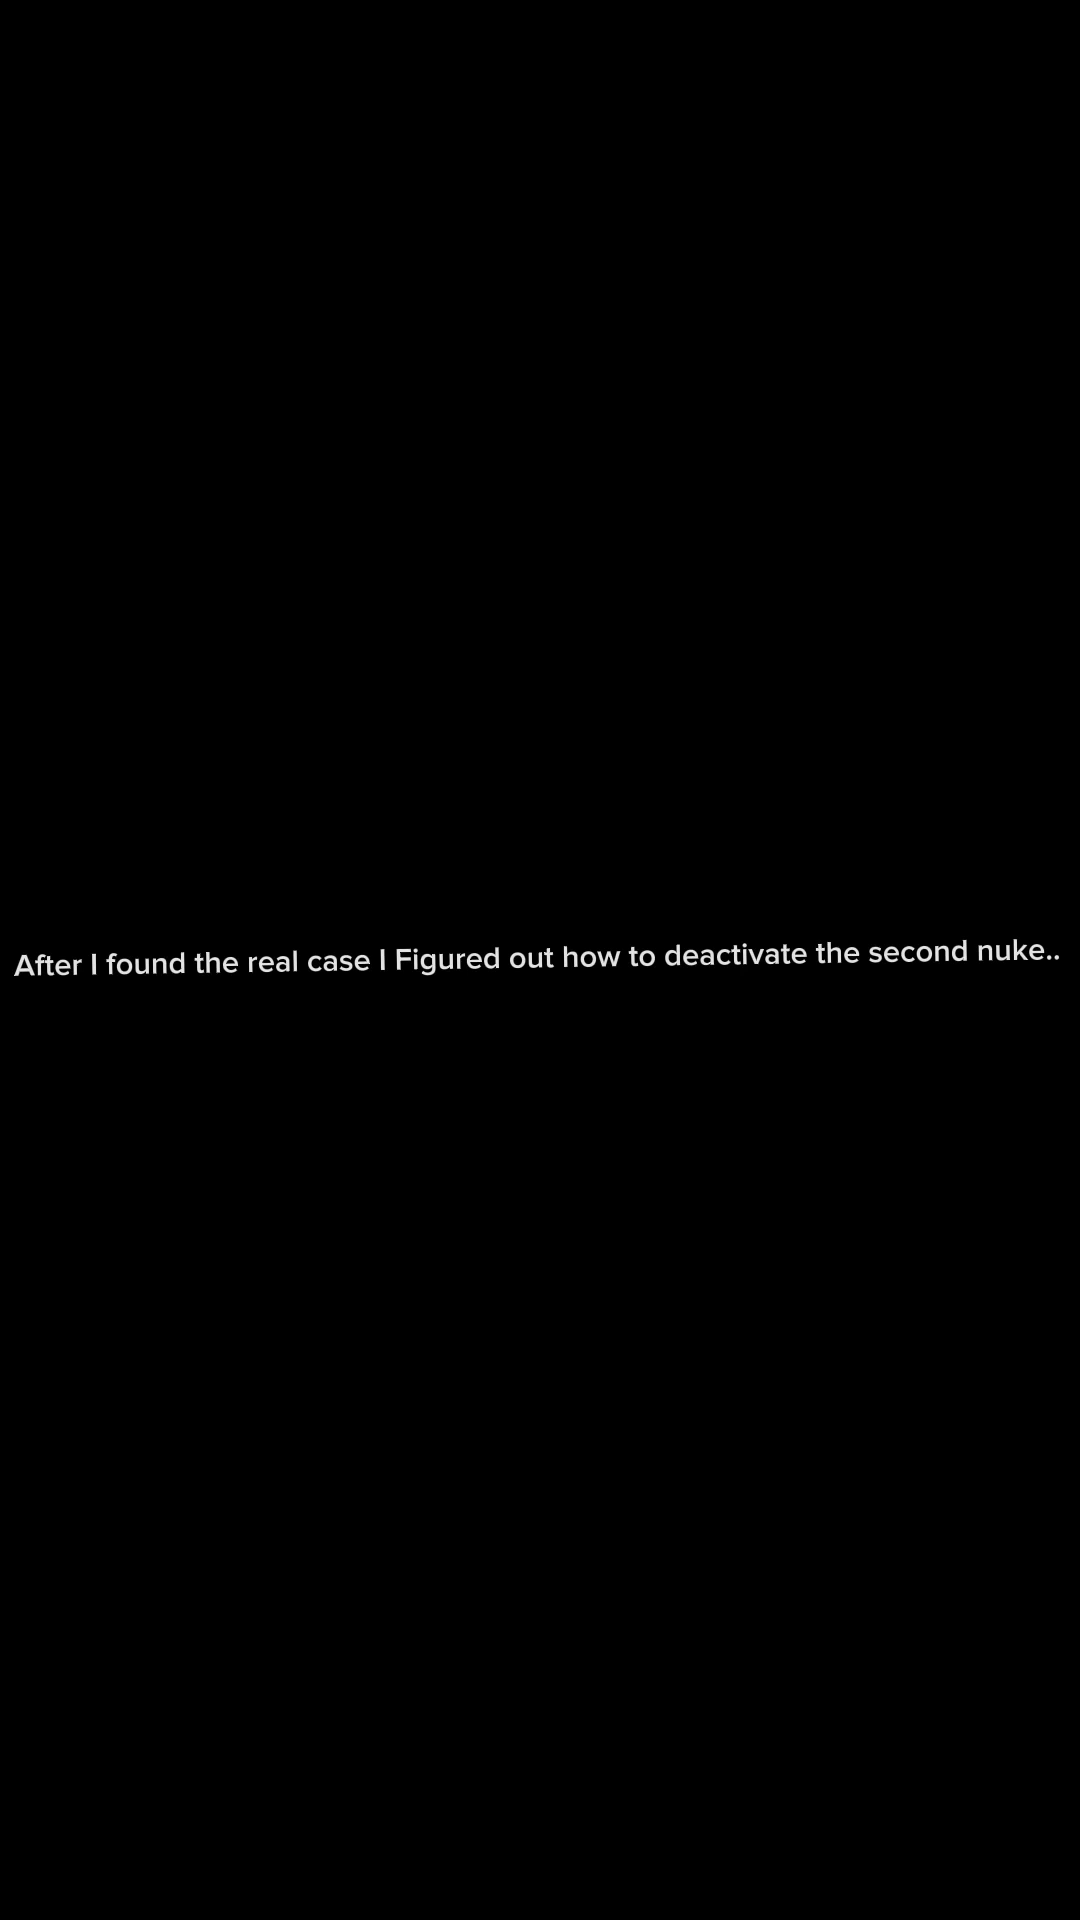 After I found the real case I Figured out how to deactivate the second nuke..